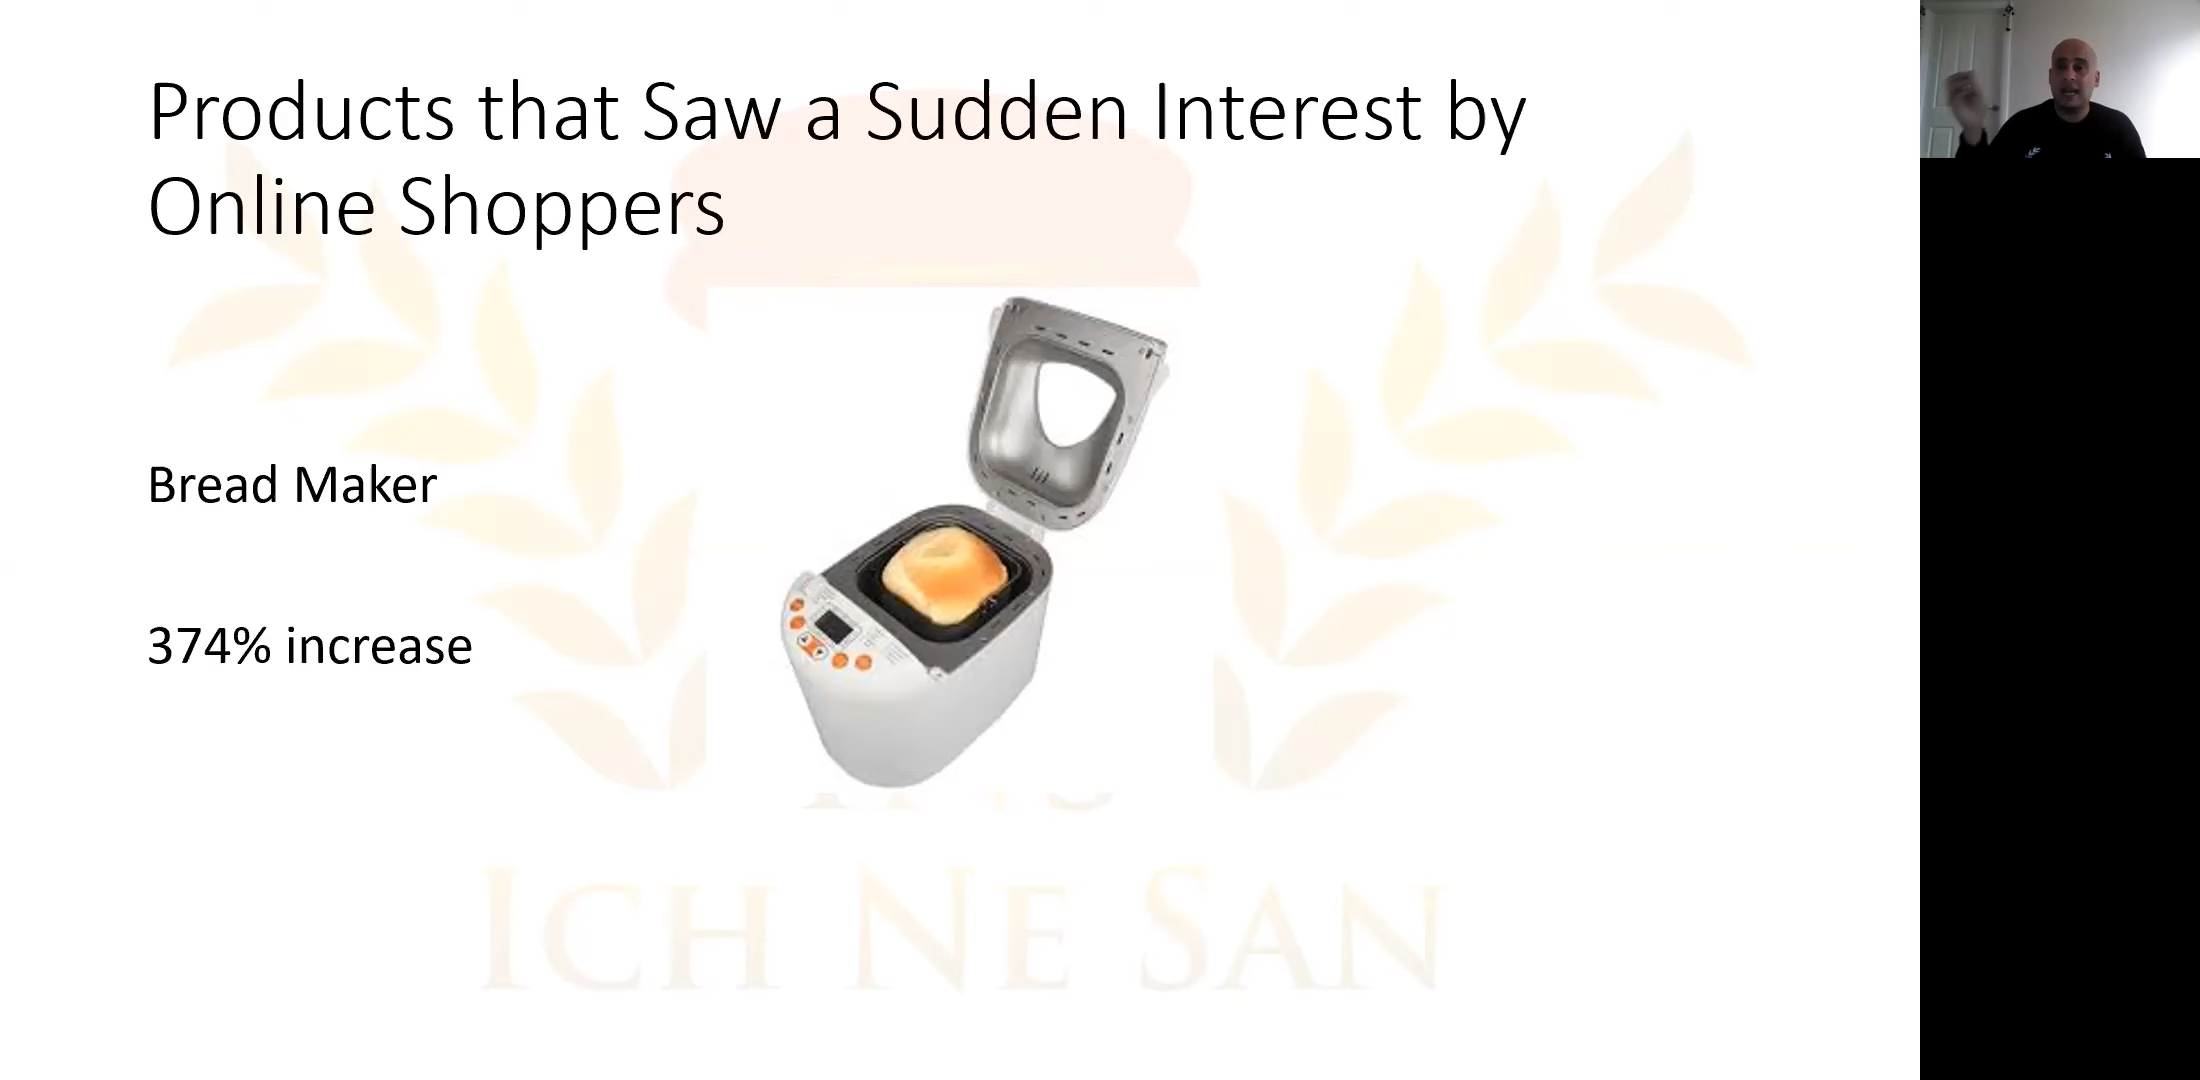 Products that Saw a Sudden Interest by
Online Shoppers
Bread Maker
374% increase
ICH NE SAN